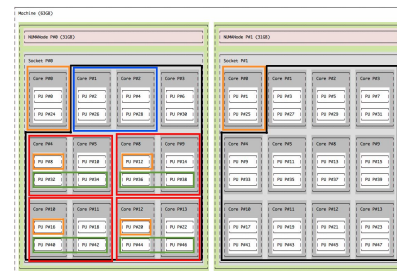 Machine (63GB)
NUMANode P#0 (31GB)
NUMANode P#1 (31GB)
Socket P#0
Socket P#1
Core P#0 Core P#1 Core P#2 Core P#3
PU P#0 PU P#2 PU P#4 PU P#6
PU P#24 PU P#26 PU P#28 PU P#30
Core P#4 Core P#5 Core P#8 Core P#9
PU P#8 PU P#10 PU P#12 PU P#14
PU P#32 PU P#34 PU P#36 PU P#38
Core P#10 Core P#11 Core P#12 Core P#13
PU P#16 PU P#18 PU P#20 PU P#22
PU P#40 PU P#42 PU P#44 PU P#46
Core P#0 Core P#1 Core P#2 Core P#3
PU P#1 PU P#3 PU P#5 PU P#7
PU P#25 PU P#27 PU P#29 PU P#31
Core P#4 Core P#5 Core P#8 Core P#9
PU P#9 PU P#11 PU P#13 PU P#15
PU P#33 PU P#35 PU P#37 PU P#39
Core P#10 Core P#11 Core P#12 Core P#13
PU P#17 PU P#19 PU P#21 PU P#23
PU P#41 PU P#43 PU P#45 PU P#47